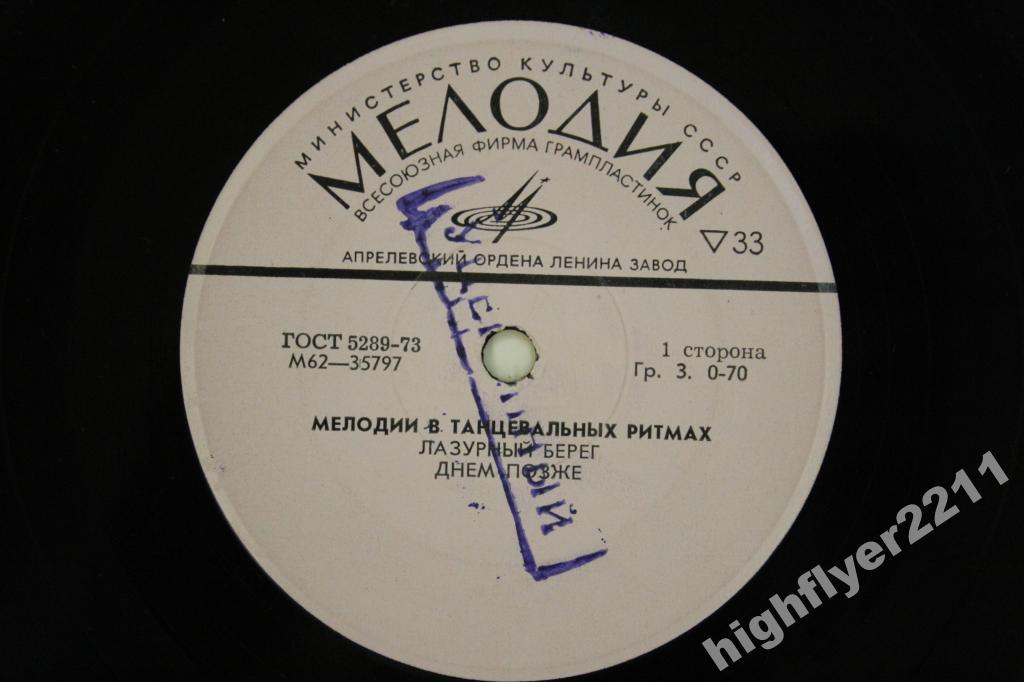 МИНИСТЕРСТВО КУЛЬТУРЫ СССР
МЕЛОДИЯ
ВСЕСОЮЗНАЯ ФИРМА ГРАМПЛАСТИНОК
▽33
АПРЕЛЕВСКИЙ ОРДЕНА ЛЕНИНА ЗАВОД
ГОСТ 5289-73
М62—35797
1 сторона
Гр. 3. 0-70
МЕЛОДИИ В ТАНЦЕВАЛЬНЫХ РИТМАХ
ЛАЗУРНЫЙ БЕРЕГ
ДНЕМ ПОЗЖЕ
highflyer2211